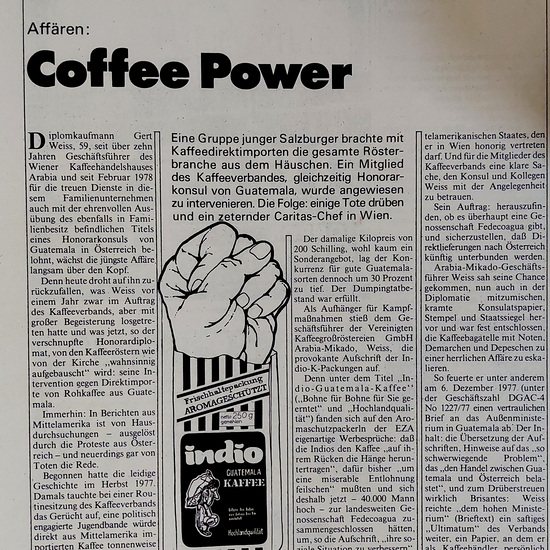 Affären:
Coffee Power
Diplomkaufmann Gert
Weiss, 59, seit über zehn
Jahren Geschäftsführer des
Wiener Kaffeehandelshauses
Arabia und seit Februar 1978
für die treuen Dienste in die-
sem Familienunternehmen
auch mit der ehrenvollen Aus-
übung des ebenfalls in Fami-
lienbesitz befindlichen Titels
eines Honorarkonsuls von
Guatemala in Österreich be-
lohnt, wächst die jüngste Affäre
langsam über den Kopf.
Denn heute droht auf ihn zu-
rückzufallen, was Weiss vor
einem Jahr zwar im Auftrag
des Kaffeeverbands, aber mit
großer Begeisterung losgetre-
ten hatte und was jetzt, so der
verschnupfte Honorardiplo-
mat, von den Kaffeeröstern wie
von der Kirche „wahnsinnig
aufgebauscht" wird: seine In-
tervention gegen Direktimpor-
te von Rohkaffee aus Guate-
mala.
Immerhin: In Berichten aus
Mittelamerika ist von Haus-
durchsuchungen – ausgelöst
durch die Proteste aus Öster-
reich – und neuerdings gar von
Toten die Rede.
Begonnen hatte die leidige
Geschichte im Herbst 1977.
Damals tauchte bei einer Rou-
tinesitzung des Kaffeeverbands
das Gerücht auf, eine politisch
engagierte Jugendbande würde
direkt aus Mittelamerika im-
portierten Kaffee tonnenweise
Eine Gruppe junger Salzburger brachte mit
Kaffeedirektimporten die gesamte Röster-
branche aus dem Häuschen. Ein Mitglied
des Kaffeeverbandes, gleichzeitig Honorar-
konsul von Guatemala, wurde angewiesen
zu intervenieren. Die Folge: einige Tote drüben
und ein zeternder Caritas-Chef in Wien.
Frischhaltepackung
AROMAGESCHÜTZT
netto 250 g
gemahlen
indio
GUATEMALA
KAFFEE
Hochlandqualität
Der damalige Kilopreis von
200 Schilling, wohl kaum ein
Sonderangebot, lag der Kon-
kurrenz für gute Guatemala-
sorten dennoch um 30 Prozent
zu tief. Der Dumpingtatbe-
stand war erfüllt.
Als Aufhänger für Kampf-
maßnahmen stieß dem Ge-
schäftsführer der Vereinigten
Kaffeegroßröstereien GmbH
Arabia-Mikado, Weiss, die
provokante Aufschrift der In-
dio-K-Packungen auf.
Denn unter dem Titel „In-
dio-Guatemala-Kaffee"
(„Bohne für Bohne für Sie ge-
erntet" und „Hochlandquali-
tät") fanden sich auf den Aro-
maschutzpackerln der EZA
eigenartige Werbesprüche: daß
die Indios den Kaffee „auf ih-
rem Rücken die Hänge herun-
tertragen", dafür bisher „um
eine miserable Entlohnung
feilschen" mußten und sich
deshalb jetzt – 40.000 Mann
hoch – zur landesweiten Ge-
nossenschaft Fedecoagua zu-
sammengeschlossen hätten,
um, so die Aufschrift, „ihre so-
ziale Situation zu verbessern"
telamerikanischen Staates, den
er in Wien honorig vertreten
darf. Und für die Mitglieder des
Kaffeeverbands eine klare Sa-
che, den Konsul und Kollegen
Weiss mit der Angelegenheit
zu betrauen.
Sein Auftrag: herauszufin-
den, ob es überhaupt eine Ge-
nossenschaft Fedecoagua gibt,
und sicherzustellen, daß Di-
rektlieferungen nach Österreich
künftig unterbunden werden.
Arabia-Mikado-Geschäfts-
führer Weiss sah seine Chance
gekommen, nun auch in der
Diplomatie mitzumischen,
kramte Konsulatspapier,
Stempel und Staatssiegel her-
vor und war fest entschlossen,
die Kaffeebagatelle mit Noten,
Demarchen und Depeschen zu
einer herrlichen Affäre zu eska-
lieren.
So feuerte er unter anderem
am 6. Dezember 1977 (unter
der Geschäftszahl DGAC-4
No 1227/77 einen vertraulichen
Brief an das Außenministe-
rium in Guatemala ab. Der In-
halt: die Übersetzung der Auf-
schriften, Hinweise auf das „so
schwerwiegende Problem",
das „den Handel zwischen Gua-
temala und Österreich bela-
stet", und zum Drüberstreuen
wirklich Brisantes: Weiss
reichte „dem hohen Ministe-
rium" (Brieftext) ein saftiges
„Ultimatum" des Verbands
weiter, ein Papier, an dem er